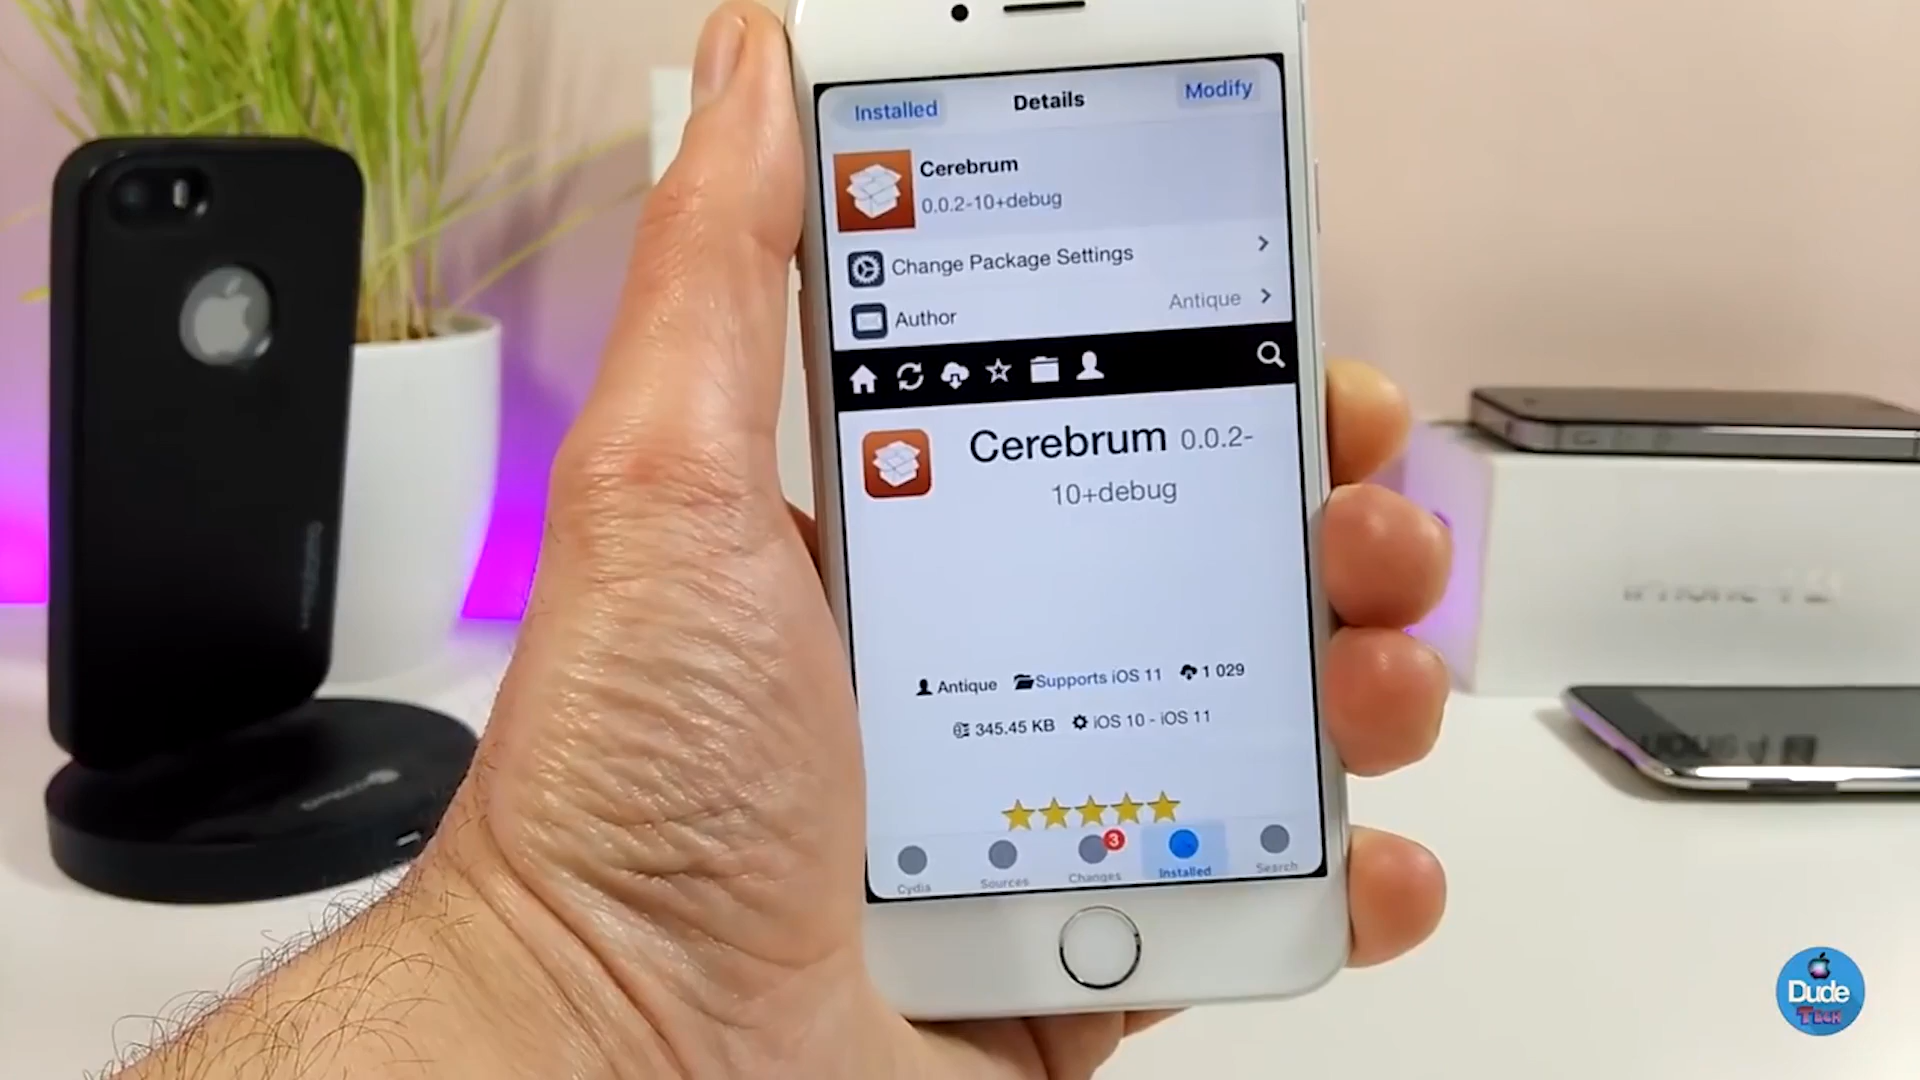 Installed
Details
Modify
Cerebrum
0.0.2-10+debug
Change Package Settings
Author
Antique
Cerebrum 0.0.2-
10+debug
Antique
Supports iOS 11
1 029
345.45 KB
iOS 10 - iOS 11
3
Cydia
Sources
Changes
Installed
Search
Dude
Tech